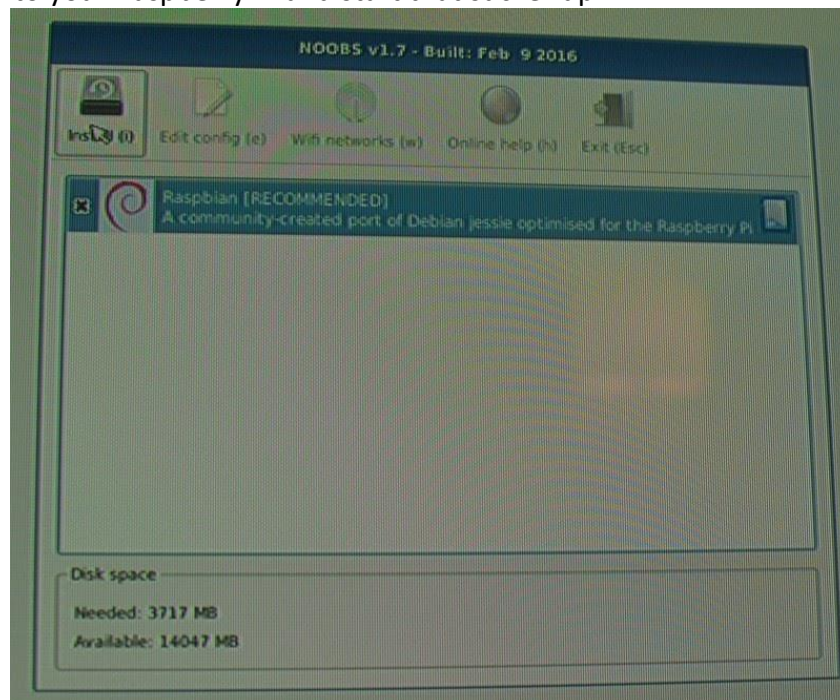 NOOBS v1.7 - Built: Feb 9 2016
Install (i) Edit config (e) Wifi networks (w) Online help (h) Exit (Esc)
Raspbian [RECOMMENDED]
A community-created port of Debian jessie optimised for the Raspberry Pi
Disk space
Needed: 3717 MB
Available: 14047 MB